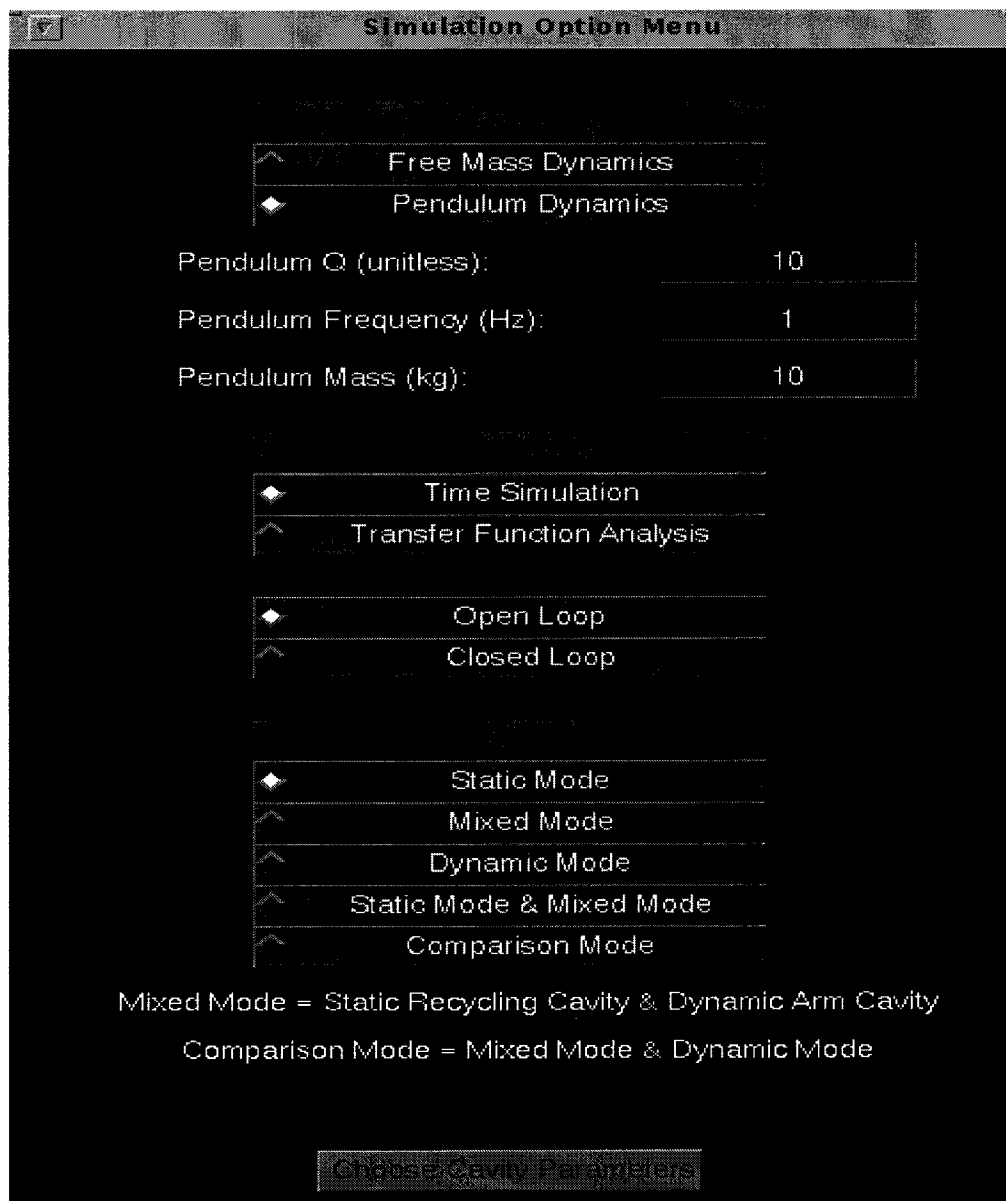 Simulation Option Menu
Free Mass Dynamics
Pendulum Dynamics
Pendulum Q (unitless): 10
Pendulum Frequency (Hz): 1
Pendulum Mass (kg): 10
Time Simulation
Transfer Function Analysis
Open Loop
Closed Loop
Static Mode
Mixed Mode
Dynamic Mode
Static Mode & Mixed Mode
Comparison Mode
Mixed Mode = Static Recycling Cavity & Dynamic Arm Cavity
Comparison Mode = Mixed Mode & Dynamic Mode
Choose Cavity Parameters